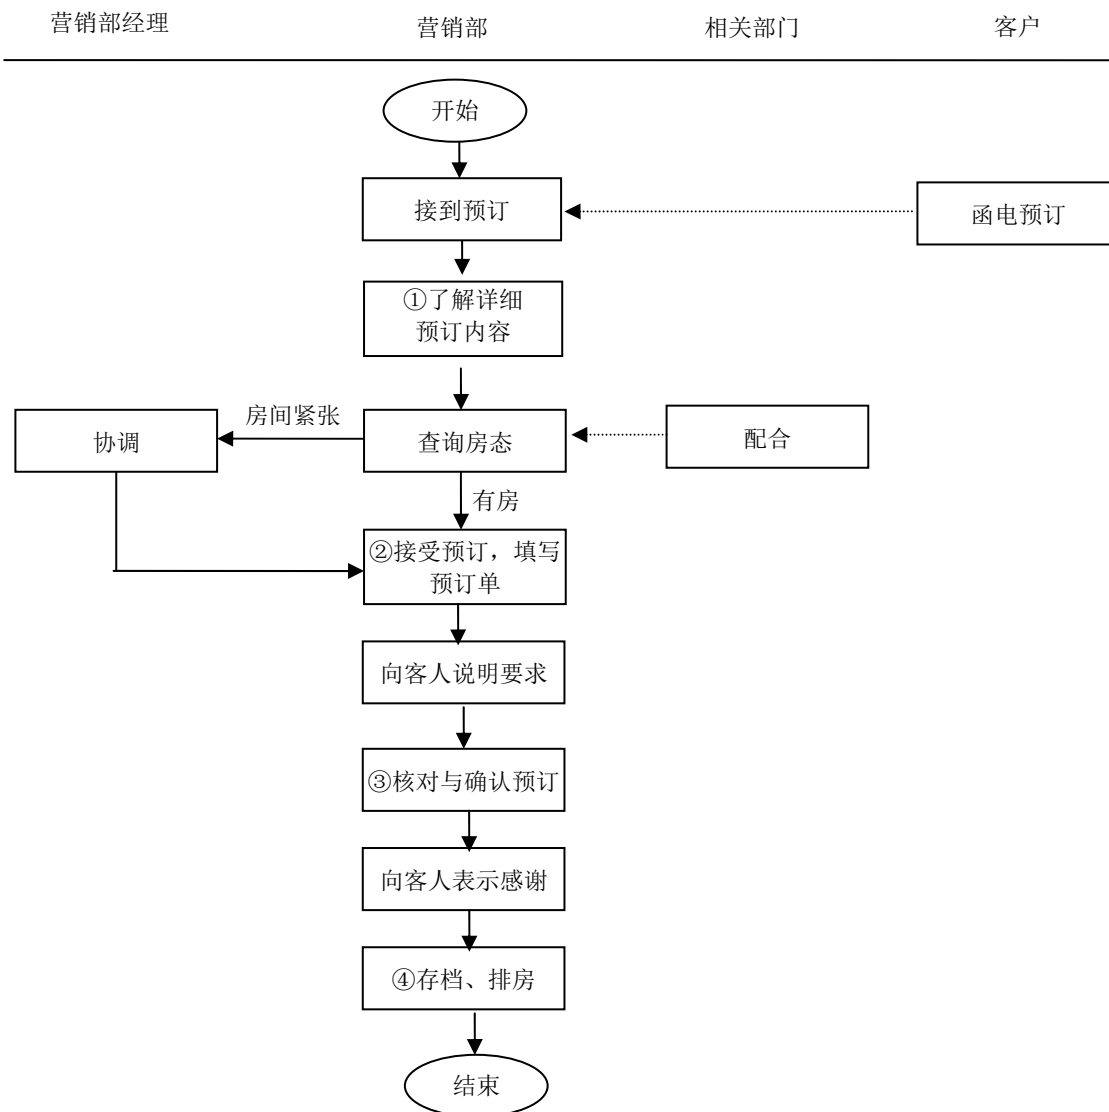 营销部经理
营销部
相关部门
客户
开始
接到预订
函电预订
①了解详细
预订内容
房间紧张
协调
查询房态
配合
有房
②接受预订，填写
预订单
向客人说明要求
③核对与确认预订
向客人表示感谢
④存档、排房
结束